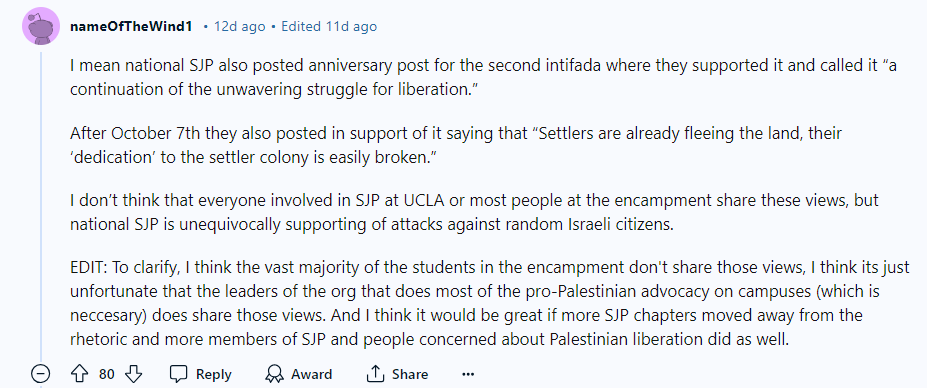 nameOfTheWind1 • 12d ago • Edited 11d ago
I mean national SJP also posted anniversary post for the second intifada where they supported it and called it “a
continuation of the unwavering struggle for liberation.”
After October 7th they also posted in support of it saying that “Settlers are already fleeing the land, their
‘dedication’ to the settler colony is easily broken.”
I don’t think that everyone involved in SJP at UCLA or most people at the encampment share these views, but
national SJP is unequivocally supporting of attacks against random Israeli citizens.
EDIT: To clarify, I think the vast majority of the students in the encampment don't share those views, I think its just
unfortunate that the leaders of the org that does most of the pro-Palestinian advocacy on campuses (which is
neccesary) does share those views. And I think it would be great if more SJP chapters moved away from the
rhetoric and more members of SJP and people concerned about Palestinian liberation did as well.
80 Reply Award Share ...